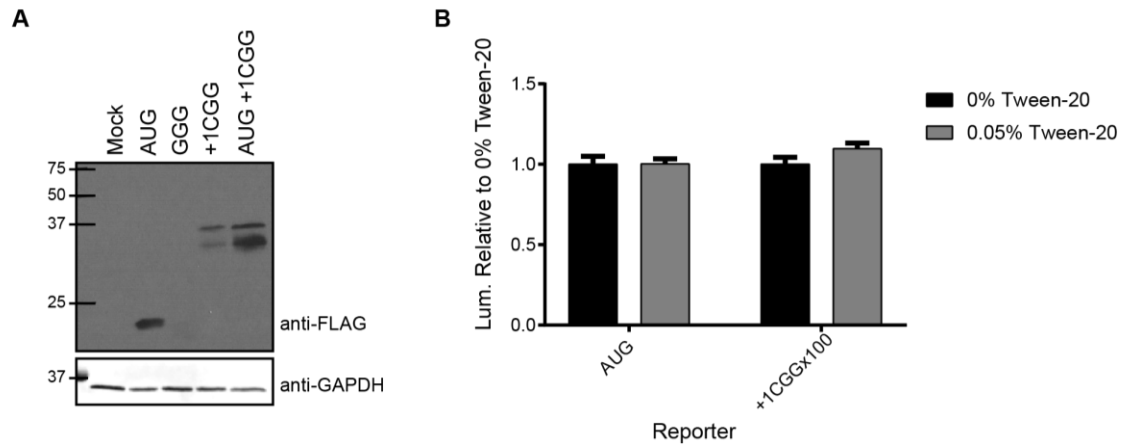 A
Mock
AUG
GGG
+1CGG
AUG +1CGG
75
50
37
25
anti-FLAG
37
anti-GAPDH
B
Lum. Relative to 0% Tween-20
1.5
1.0
0.5
0.0
AUG
+1CGGx100
Reporter
0% Tween-20
0.05% Tween-20